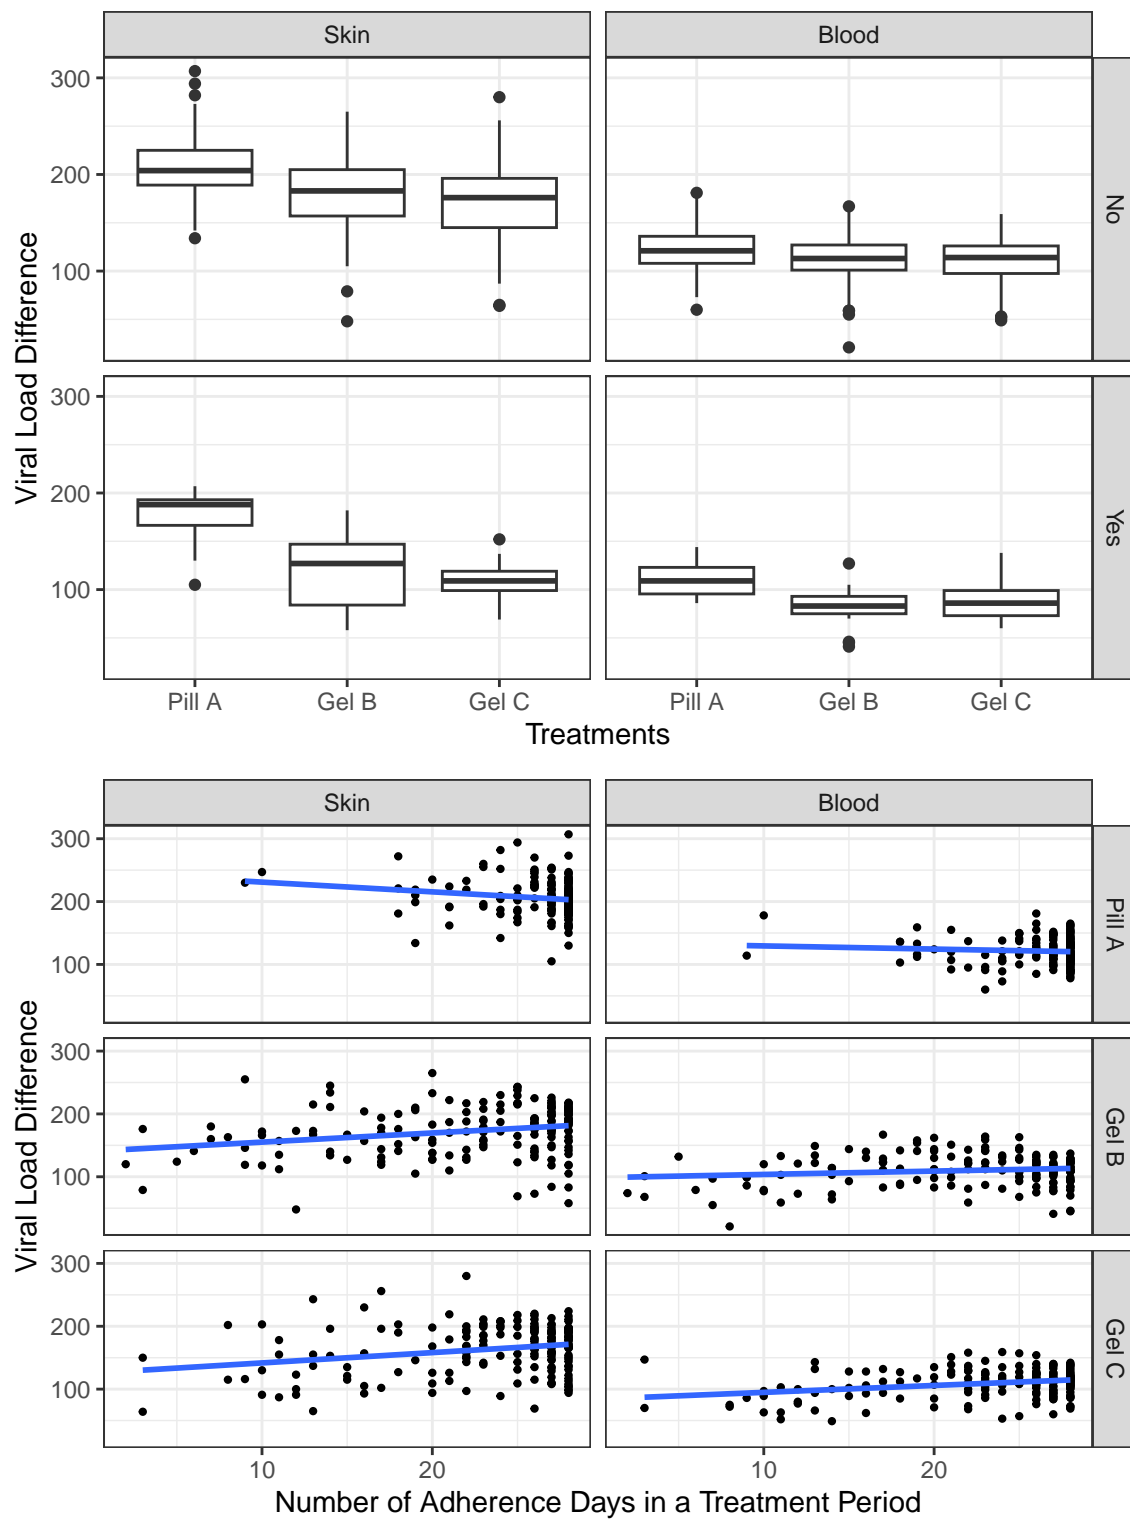 Skin Blood
300
200
100
No
Viral Load Difference
300
200
100
Yes
Pill A Gel B Gel C Pill A Gel B Gel C
Treatments
Skin Blood
300
200
100
Pill A
Viral Load Difference
300
200
100
Gel B
300
200
100
Gel C
10 20 10 20
Number of Adherence Days in a Treatment Period